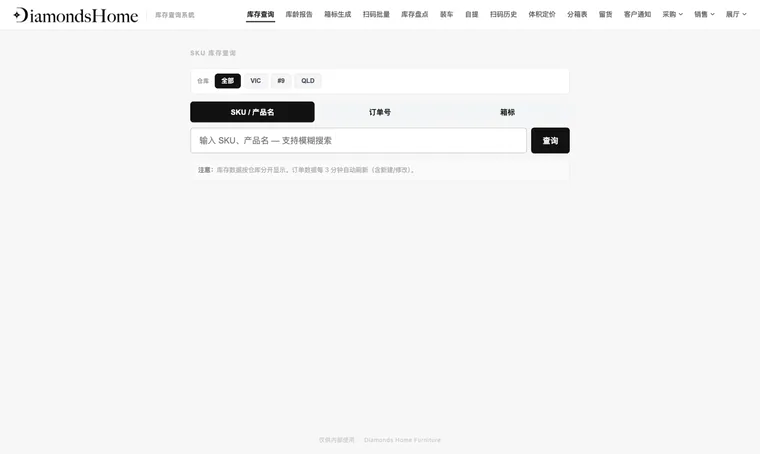 DiamondsHome 库存查询系统 库存查询 库龄报告 箱标生成 扫码批量 库存盘点 装车 自提 扫码历史 体积定价 分箱表 留货 客户通知 采购 销售 展厅
SKU 库存查询
仓库 全部 VIC #9 QLD
SKU / 产品名 订单号 箱标
输入 SKU、产品名 — 支持模糊搜索 查询
注意: 库存数据按仓库分开显示。订单数据每 3 分钟自动刷新（含新建/修改）。
仅供内部使用 Diamonds Home Furniture